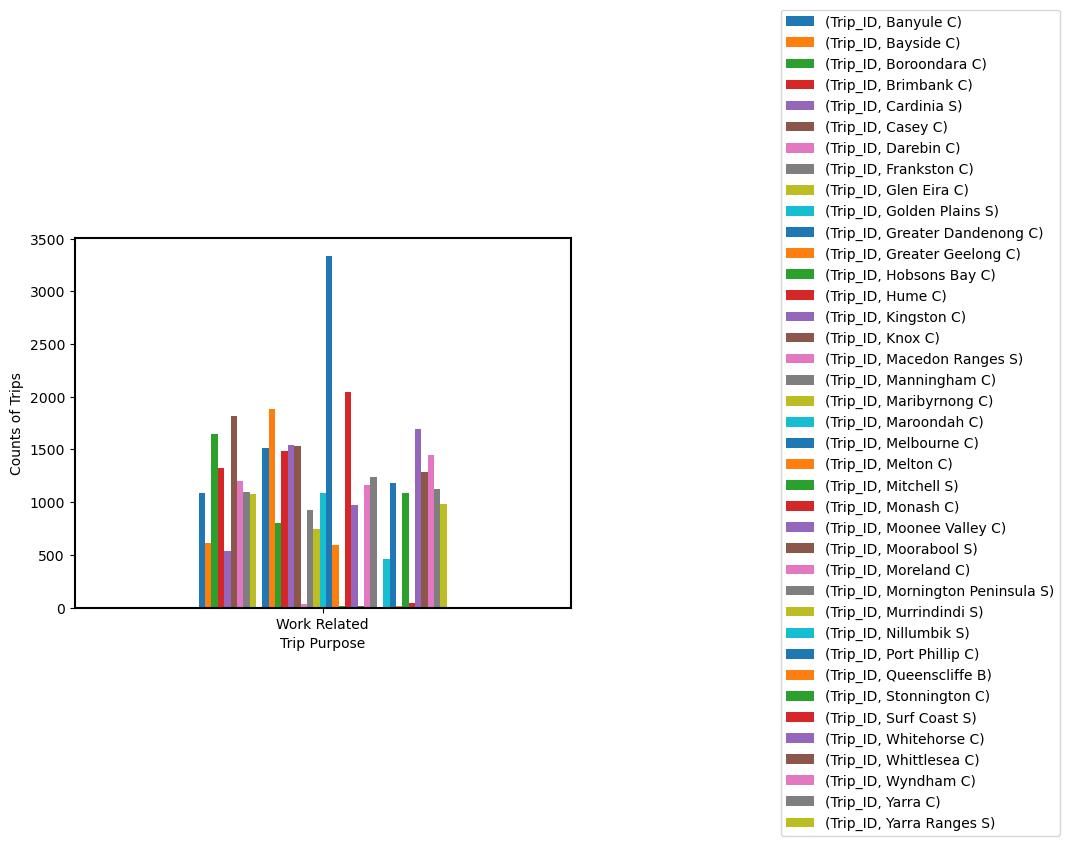 3500
3000
2500
2000
1500
1000
500
0
Counts of Trips
Work Related
Trip Purpose
(Trip_ID, Banyule C)
(Trip_ID, Bayside C)
(Trip_ID, Boroondara C)
(Trip_ID, Brimbank C)
(Trip_ID, Cardinia S)
(Trip_ID, Casey C)
(Trip_ID, Darebin C)
(Trip_ID, Frankston C)
(Trip_ID, Glen Eira C)
(Trip_ID, Golden Plains S)
(Trip_ID, Greater Dandenong C)
(Trip_ID, Greater Geelong C)
(Trip_ID, Hobsons Bay C)
(Trip_ID, Hume C)
(Trip_ID, Kingston C)
(Trip_ID, Knox C)
(Trip_ID, Macedon Ranges S)
(Trip_ID, Manningham C)
(Trip_ID, Maribyrnong C)
(Trip_ID, Maroondah C)
(Trip_ID, Melbourne C)
(Trip_ID, Melton C)
(Trip_ID, Mitchell S)
(Trip_ID, Monash C)
(Trip_ID, Moonee Valley C)
(Trip_ID, Moorabool S)
(Trip_ID, Moreland C)
(Trip_ID, Mornington Peninsula S)
(Trip_ID, Murrindindi S)
(Trip_ID, Nillumbik S)
(Trip_ID, Port Phillip C)
(Trip_ID, Queenscliffe B)
(Trip_ID, Stonnington C)
(Trip_ID, Surf Coast S)
(Trip_ID, Whitehorse C)
(Trip_ID, Whittlesea C)
(Trip_ID, Wyndham C)
(Trip_ID, Yarra C)
(Trip_ID, Yarra Ranges S)